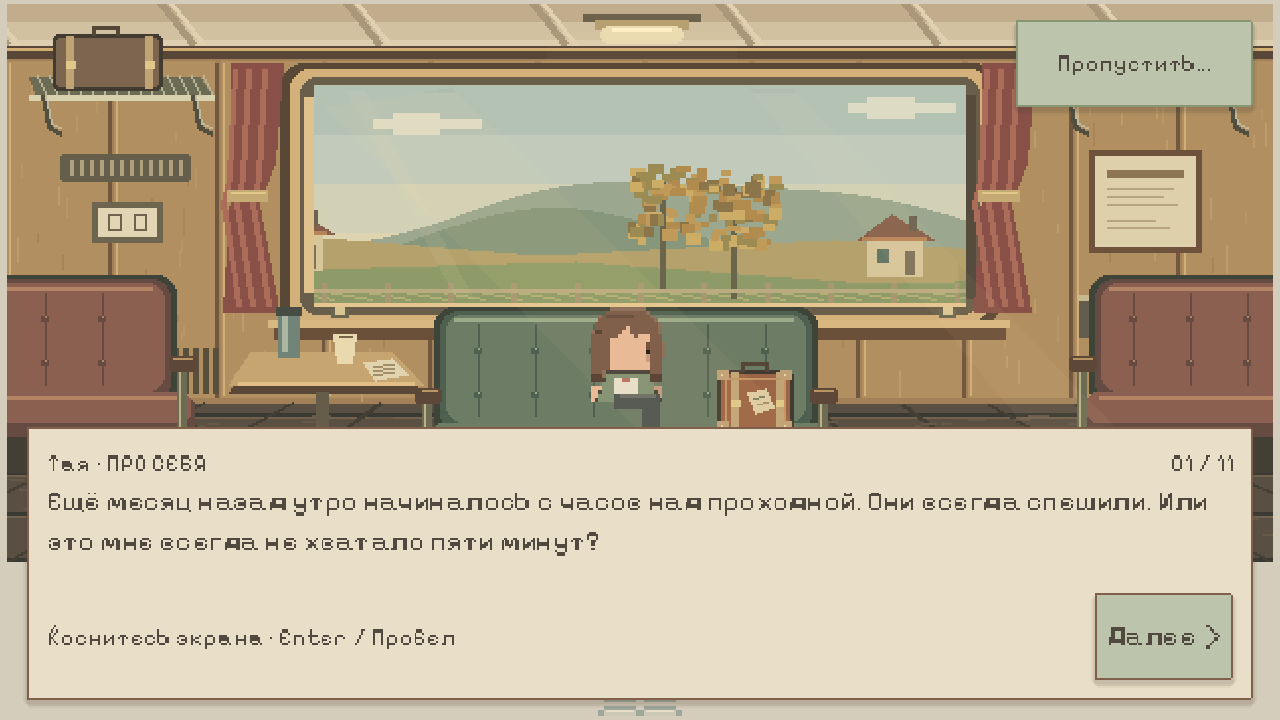 Пропустить...
Тая · ПРО СЕБЯ
01 / 11
Ещё месяц назад утро начиналось с часов над проходной. Они всегда спешили. Или
это мне всегда не хватало пяти минут?
Коснитесь экрана · Enter / Пробел
Далее >